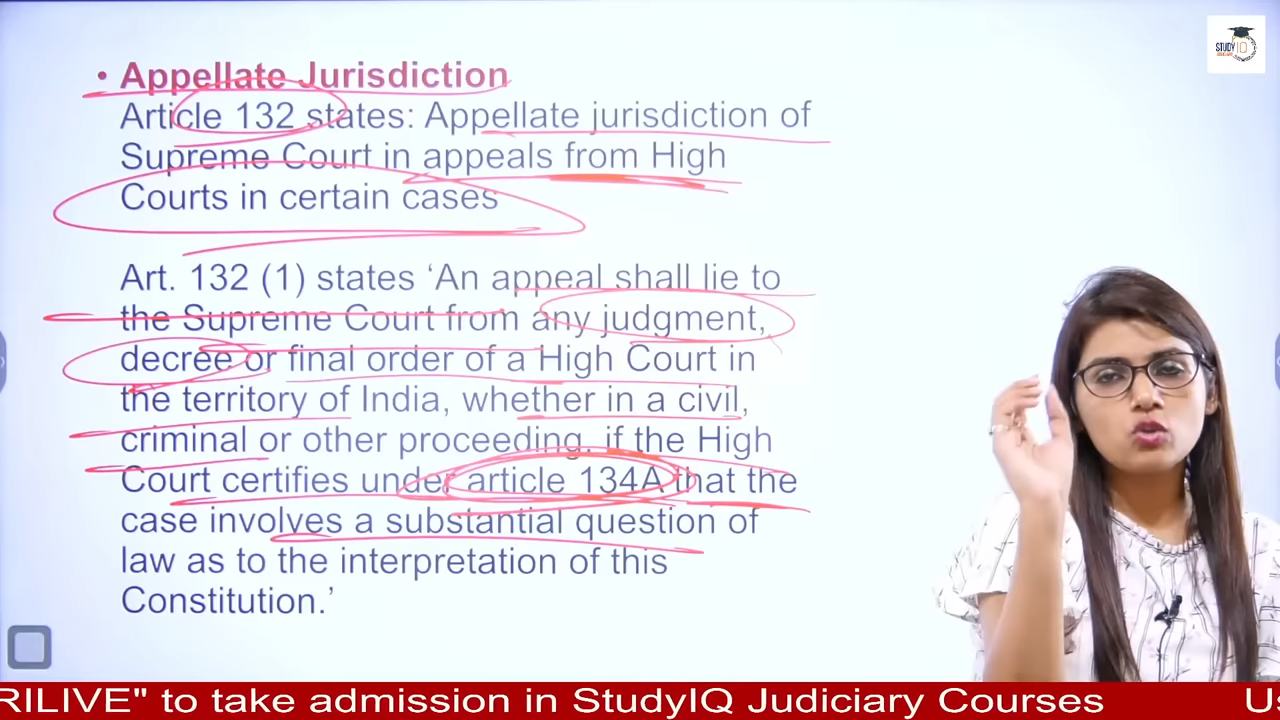 STUDY IQ
• Appellate Jurisdiction
Article 132 states: Appellate jurisdiction of
Supreme Court in appeals from High
Courts in certain cases
Art. 132 (1) states ‘An appeal shall lie to
the Supreme Court from any judgment,
decree or final order of a High Court in
the territory of India, whether in a civil,
criminal or other proceeding, if the High
Court certifies under article 134A that the
case involves a substantial question of
law as to the interpretation of this
Constitution.’
RILIVE" to take admission in StudyIQ Judiciary Courses Us